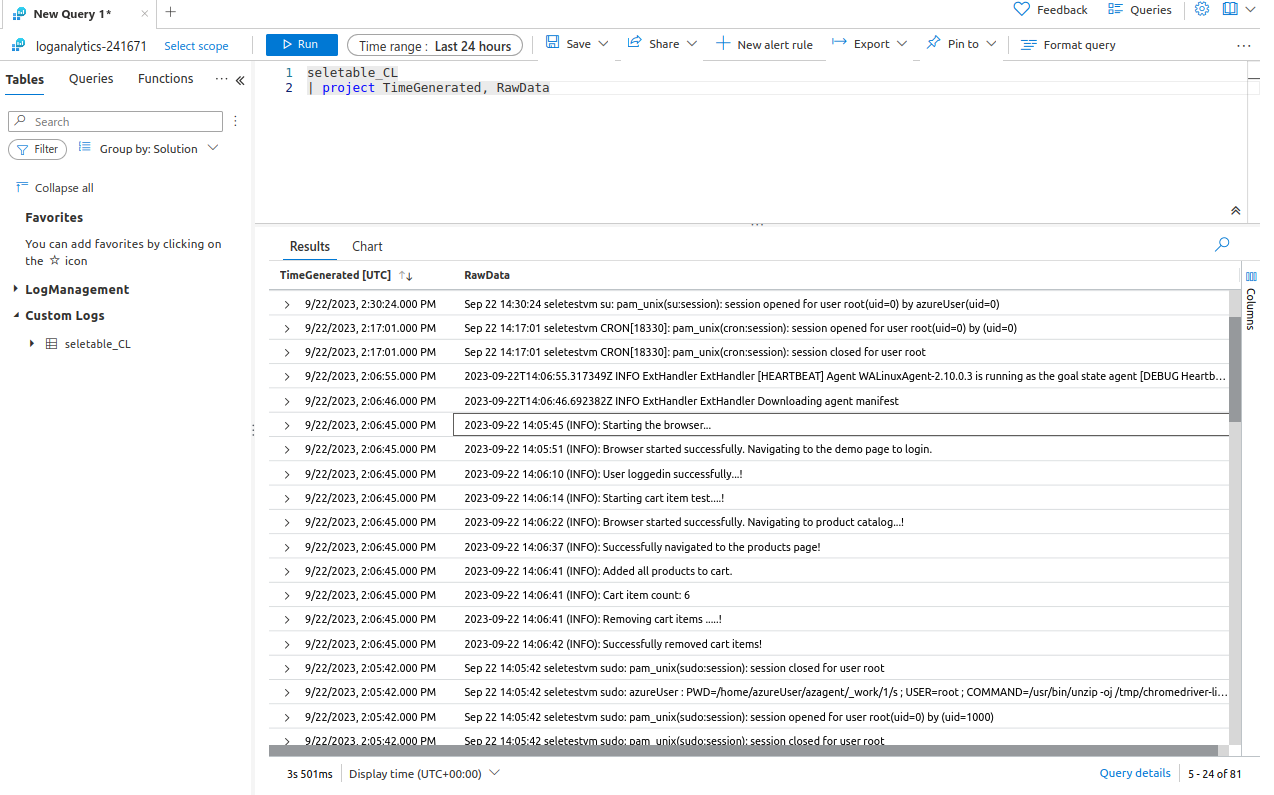 New Query 1*
Feedback
Queries
loganalytics-241671
Select scope
Run
Time range : Last 24 hours
Save
Share
New alert rule
Export
Pin to
Format query
Tables
Queries
Functions
Search
Filter
Group by: Solution
Collapse all
Favorites
You can add favorites by clicking on
the ☆ icon
LogManagement
Custom Logs
seletable_CL
1 seletable_CL
2 | project TimeGenerated, RawData
Results
Chart
TimeGenerated [UTC] RawData
9/22/2023, 2:30:24.000 PM Sep 22 14:30:24 seletestvm su: pam_unix(su:session): session opened for user root(uid=0) by azureUser(uid=0)
9/22/2023, 2:17:01.000 PM Sep 22 14:17:01 seletestvm CRON[18330]: pam_unix(cron:session): session opened for user root(uid=0) by (uid=0)
9/22/2023, 2:17:01.000 PM Sep 22 14:17:01 seletestvm CRON[18330]: pam_unix(cron:session): session closed for user root
9/22/2023, 2:06:55.000 PM 2023-09-22T14:06:55.317349Z INFO ExtHandler ExtHandler [HEARTBEAT] Agent WALinuxAgent-2.10.0.3 is running as the goal state agent [DEBUG Heartb...
9/22/2023, 2:06:46.000 PM 2023-09-22T14:06:46.692382Z INFO ExtHandler ExtHandler Downloading agent manifest
9/22/2023, 2:06:45.000 PM 2023-09-22 14:05:45 (INFO): Starting the browser...
9/22/2023, 2:06:45.000 PM 2023-09-22 14:05:51 (INFO): Browser started successfully. Navigating to the demo page to login.
9/22/2023, 2:06:45.000 PM 2023-09-22 14:06:10 (INFO): User loggedin successfully...!
9/22/2023, 2:06:45.000 PM 2023-09-22 14:06:14 (INFO): Starting cart item test....!
9/22/2023, 2:06:45.000 PM 2023-09-22 14:06:22 (INFO): Browser started successfully. Navigating to product catalog...!
9/22/2023, 2:06:45.000 PM 2023-09-22 14:06:37 (INFO): Successfully navigated to the products page!
9/22/2023, 2:06:45.000 PM 2023-09-22 14:06:41 (INFO): Added all products to cart.
9/22/2023, 2:06:45.000 PM 2023-09-22 14:06:41 (INFO): Cart item count: 6
9/22/2023, 2:06:45.000 PM 2023-09-22 14:06:41 (INFO): Removing cart items .....!
9/22/2023, 2:06:45.000 PM 2023-09-22 14:06:42 (INFO): Successfully removed cart items!
9/22/2023, 2:05:42.000 PM Sep 22 14:05:42 seletestvm sudo: pam_unix(sudo:session): session closed for user root
9/22/2023, 2:05:42.000 PM Sep 22 14:05:42 seletestvm sudo: azureUser : PWD=/home/azureUser/azagent/_work/1/s ; USER=root ; COMMAND=/usr/bin/unzip -oj /tmp/chromedriver-li...
9/22/2023, 2:05:42.000 PM Sep 22 14:05:42 seletestvm sudo: pam_unix(sudo:session): session opened for user root(uid=0) by (uid=1000)
9/22/2023, 2:05:42.000 PM Sep 22 14:05:42 seletestvm sudo: pam_unix(sudo:session): session closed for user root
Columns
3s 501ms
Display time (UTC+00:00)
Query details
5 - 24 of 81